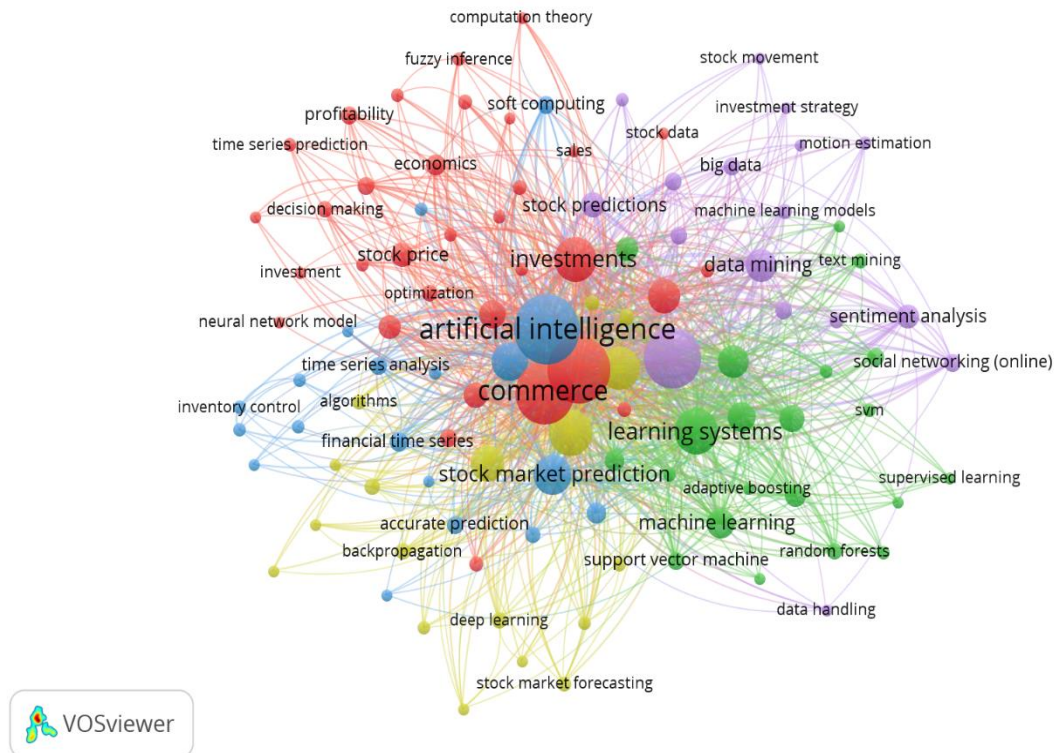 computation theory
fuzzy inference
stock movement
soft computing
investment strategy
profitability
stock data
motion estimation
time series prediction
sales
economics
big data
decision making
stock predictions
machine learning models
stock price
investments
data mining
text mining
investment
optimization
neural network model
artificial intelligence
sentiment analysis
time series analysis
social networking (online)
commerce
algorithms
inventory control
svm
financial time series
learning systems
stock market prediction
supervised learning
adaptive boosting
accurate prediction
machine learning
backpropagation
support vector machine
random forests
data handling
deep learning
stock market forecasting
VOSviewer